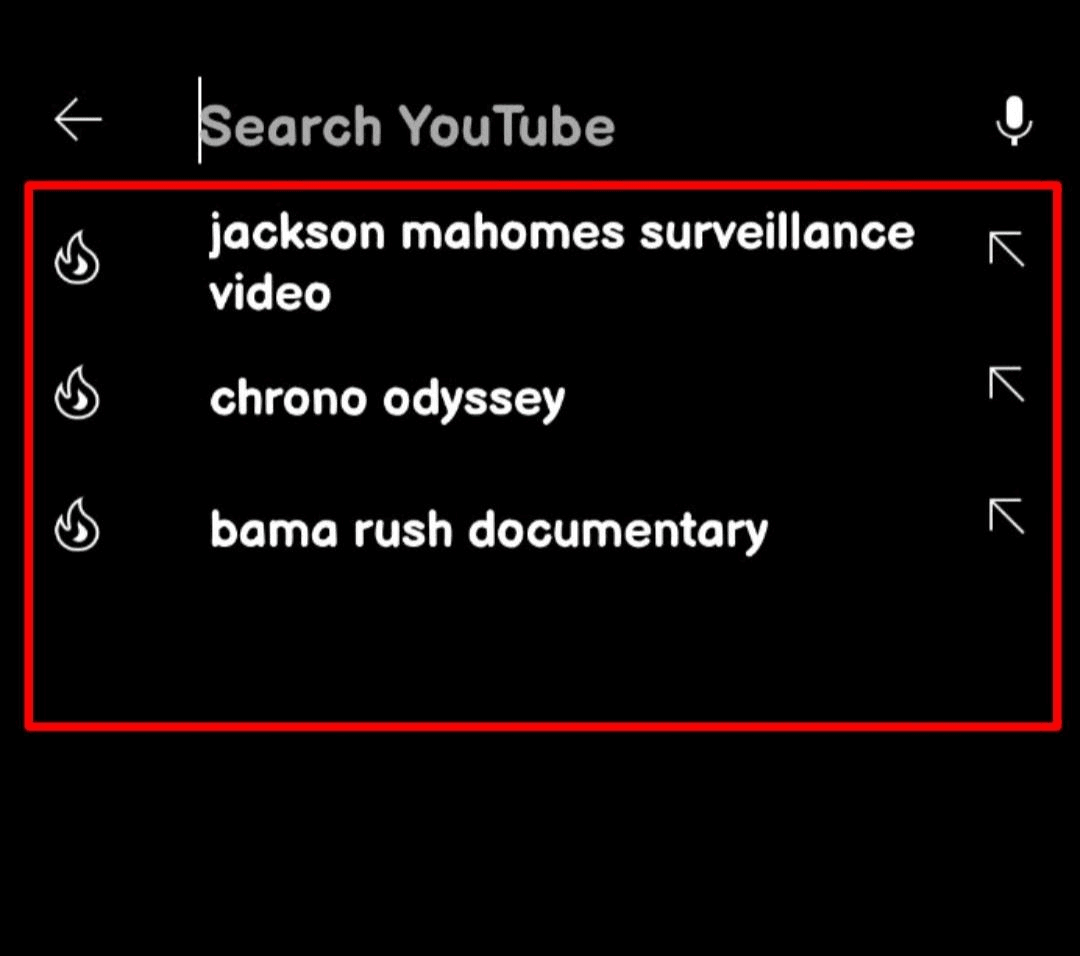 Search YouTube
jackson mahomes surveillance
video
chrono odyssey
bama rush documentary